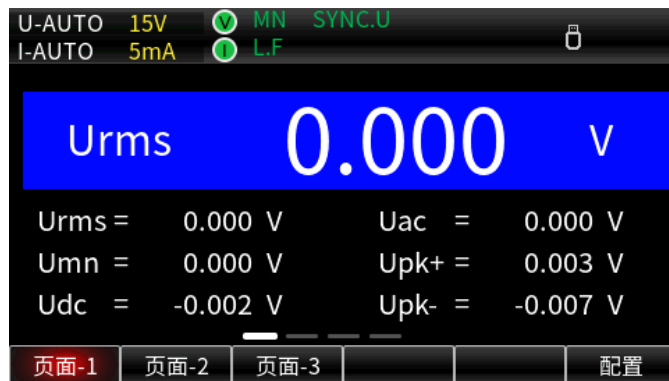 U-AUTO 15V V MN SYNC.U
I-AUTO 5mA I L.F
Urms 0.000 V
Urms = 0.000 V Uac = 0.000 V
Umn = 0.000 V Upk+ = 0.003 V
Udc = -0.002 V Upk- = -0.007 V
页面-1 页面-2 页面-3 配置